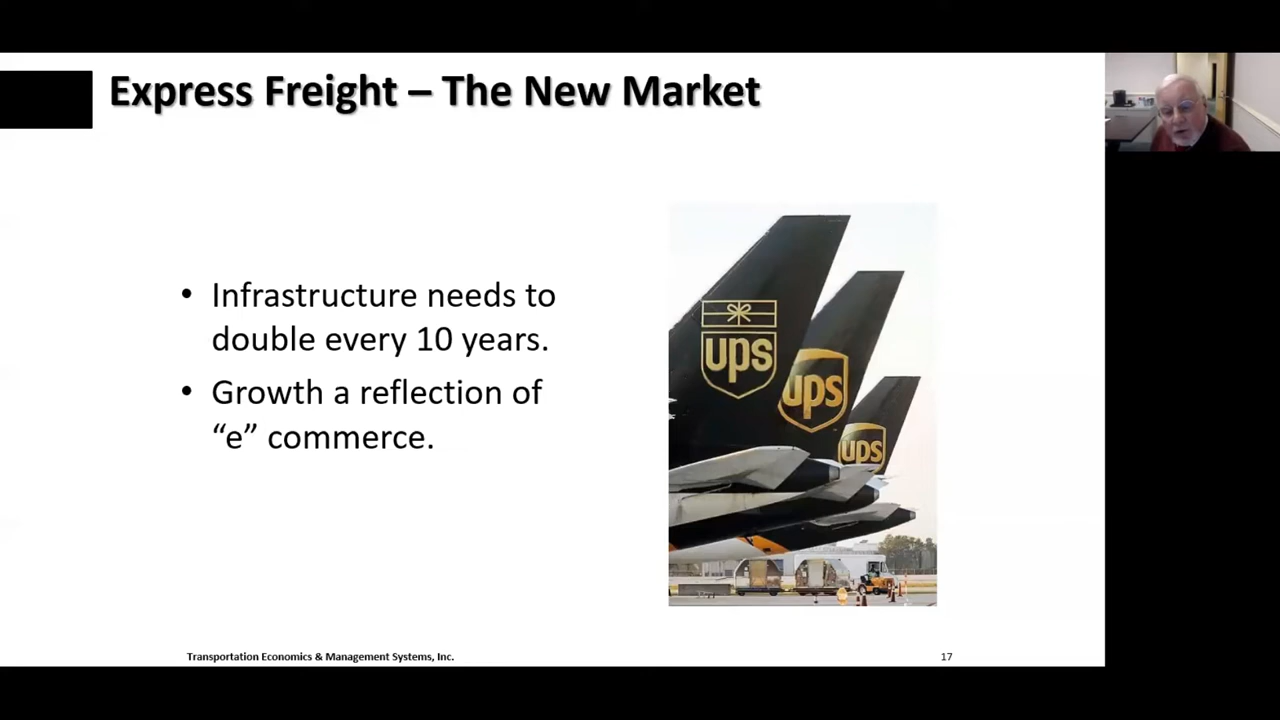 Express Freight – The New Market
• Infrastructure needs to
double every 10 years.
• Growth a reflection of
“e” commerce.
ups
ups
ups
Transportation Economics & Management Systems, Inc.
17